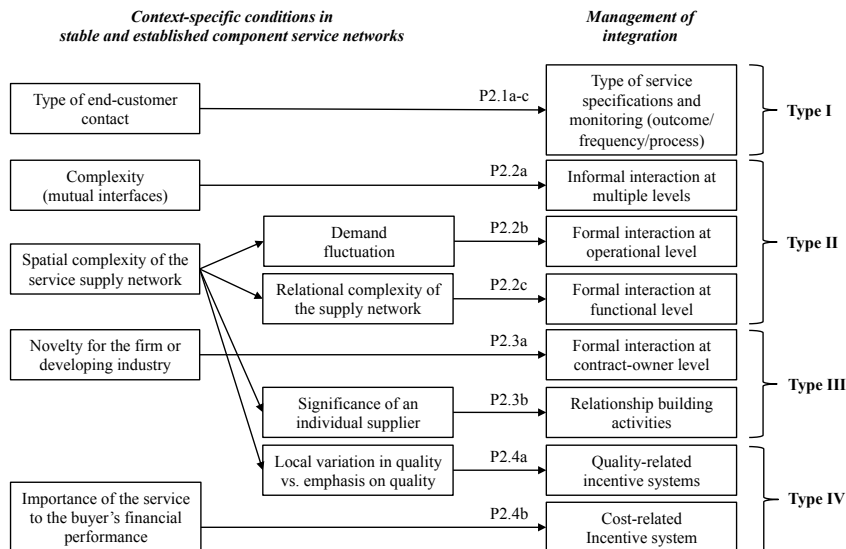 Context-specific conditions in
stable and established component service networks
Management of
integration
Type of end-customer
contact
P2.1a-c
Type of service
specifications and
monitoring (outcome/
frequency/process)
Type I
Complexity
(mutual interfaces)
P2.2a
Informal interaction at
multiple levels
Spatial complexity of the
service supply network
Demand
fluctuation
P2.2b
Formal interaction at
operational level
Type II
Relational complexity of
the supply network
P2.2c
Formal interaction at
functional level
Novelty for the firm or
developing industry
P2.3a
Formal interaction at
contract-owner level
Type III
Significance of an
individual supplier
P2.3b
Relationship building
activities
Local variation in quality
vs. emphasis on quality
P2.4a
Quality-related
incentive systems
Type IV
Importance of the service
to the buyer's financial
performance
P2.4b
Cost-related
Incentive system